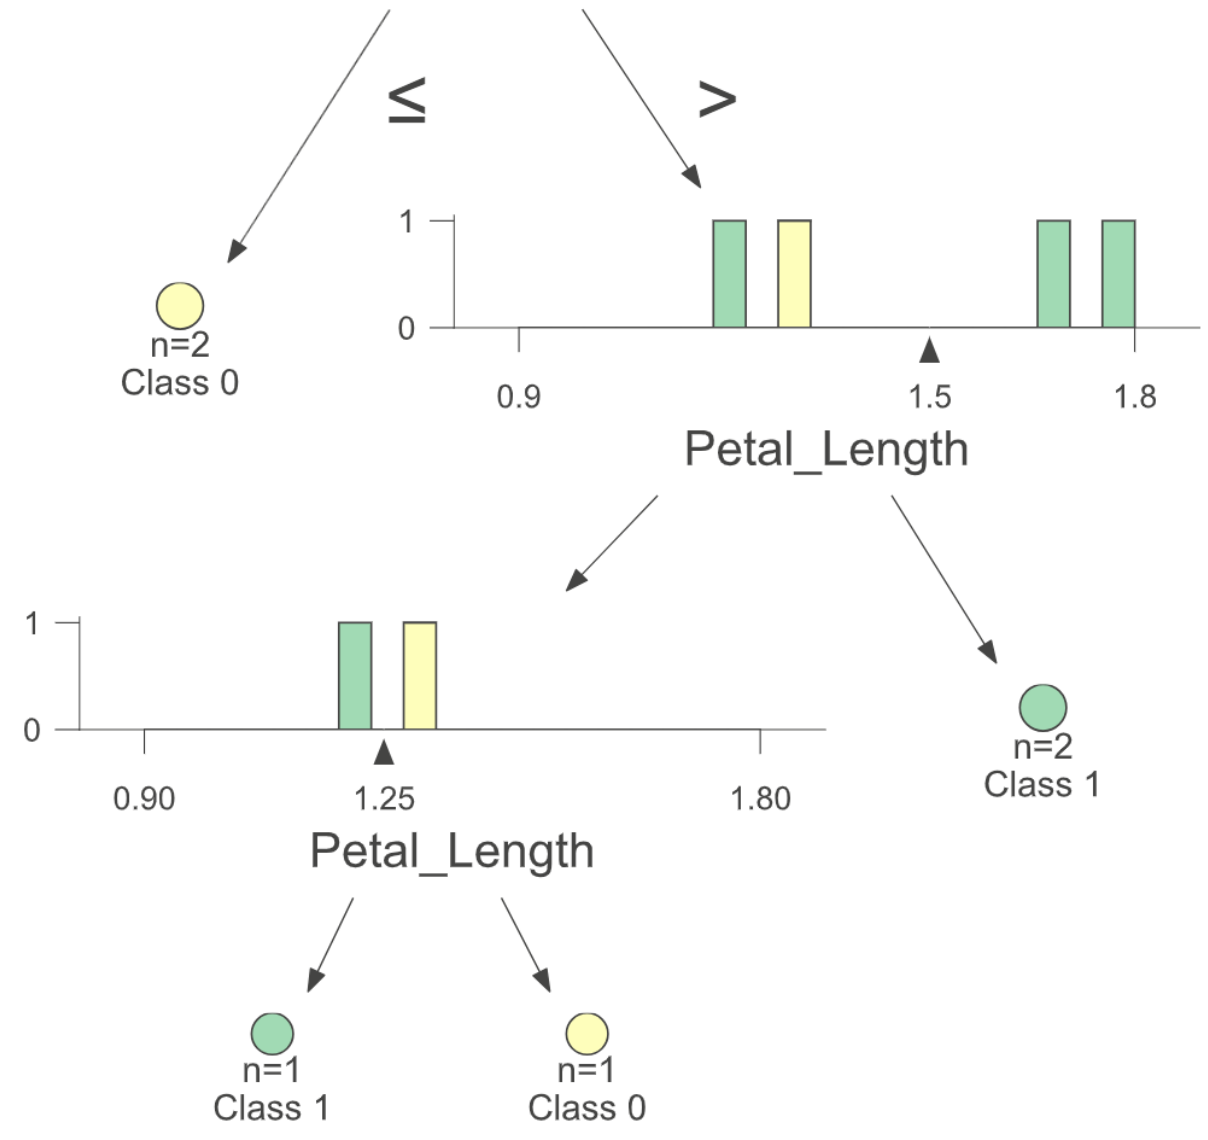 ≤ >
1
0
n=2
Class 0
0.9 1.5 1.8
Petal_Length
1
0
n=2
Class 1
0.90 1.25 1.80
Petal_Length
n=1 n=1
Class 1 Class 0